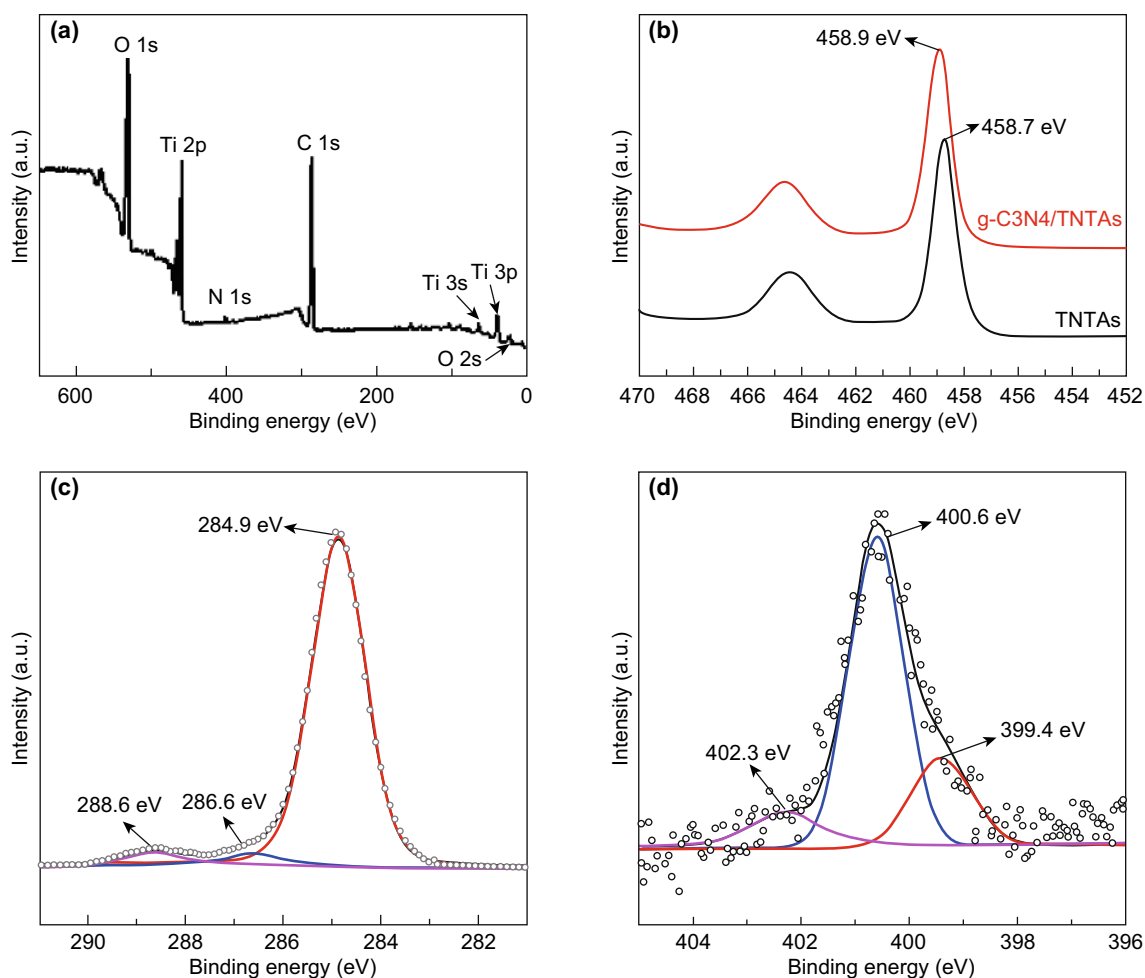 (a)
O 1s
Ti 2p
C 1s
N 1s
Ti 3s
Ti 3p
O 2s
Intensity (a.u.)
600 400 200 0
Binding energy (eV)
(b)
458.9 eV
458.7 eV
g-C3N4/TNTAs
TNTAs
Intensity (a.u.)
470 468 466 464 462 460 458 456 454 452
Binding energy (eV)
(c)
284.9 eV
288.6 eV
286.6 eV
Intensity (a.u.)
290 288 286 284 282
Binding energy (eV)
(d)
400.6 eV
399.4 eV
402.3 eV
Intensity (a.u.)
404 402 400 398 396
Binding energy (eV)